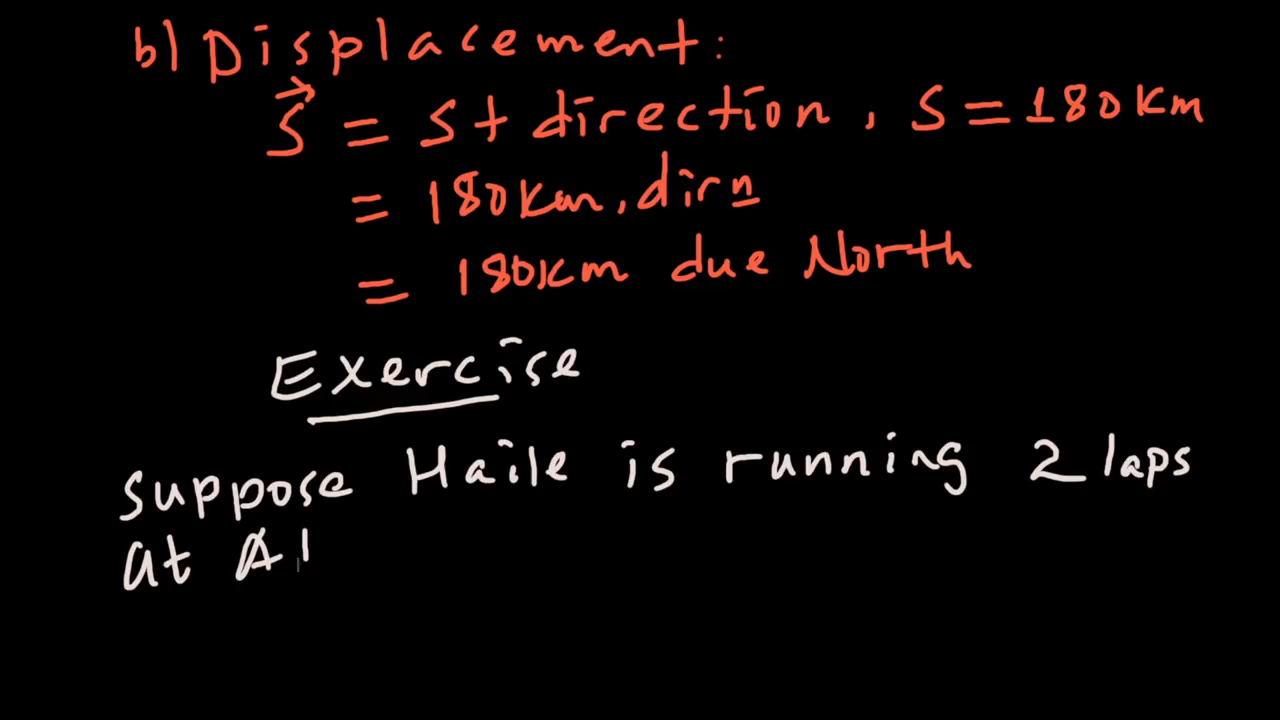 b) Displacement:
S⃗ = S + direction, S = 180 Km
= 180 Km, dirn
= 180 Km due North
Exercise
Suppose Haile is running 2 laps
at